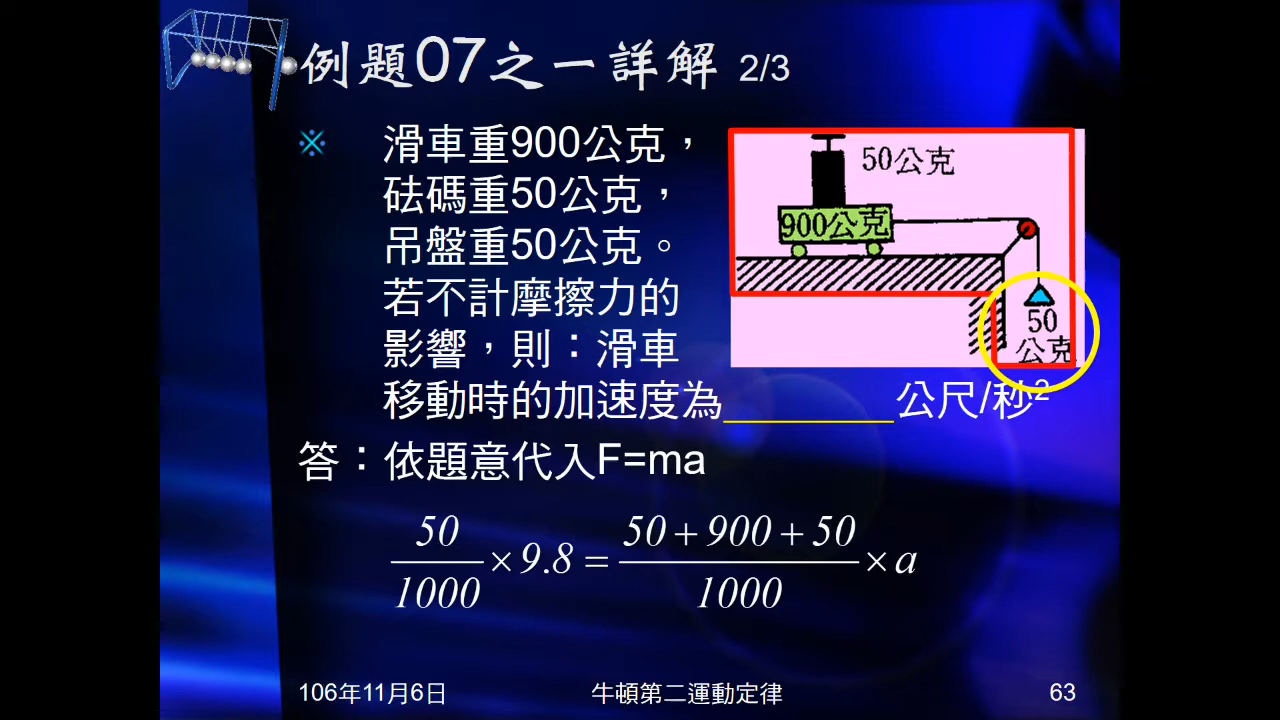 例題07之一詳解 2/3
※ 滑車重900公克，
砝碼重50公克，
吊盤重50公克。
若不計摩擦力的
影響，則：滑車
移動時的加速度為________公尺/秒²
50公克
900公克
50
公克
答：依題意代入F=ma
50/1000 × 9.8 = (50+900+50)/1000 × a
106年11月6日
牛頓第二運動定律
63